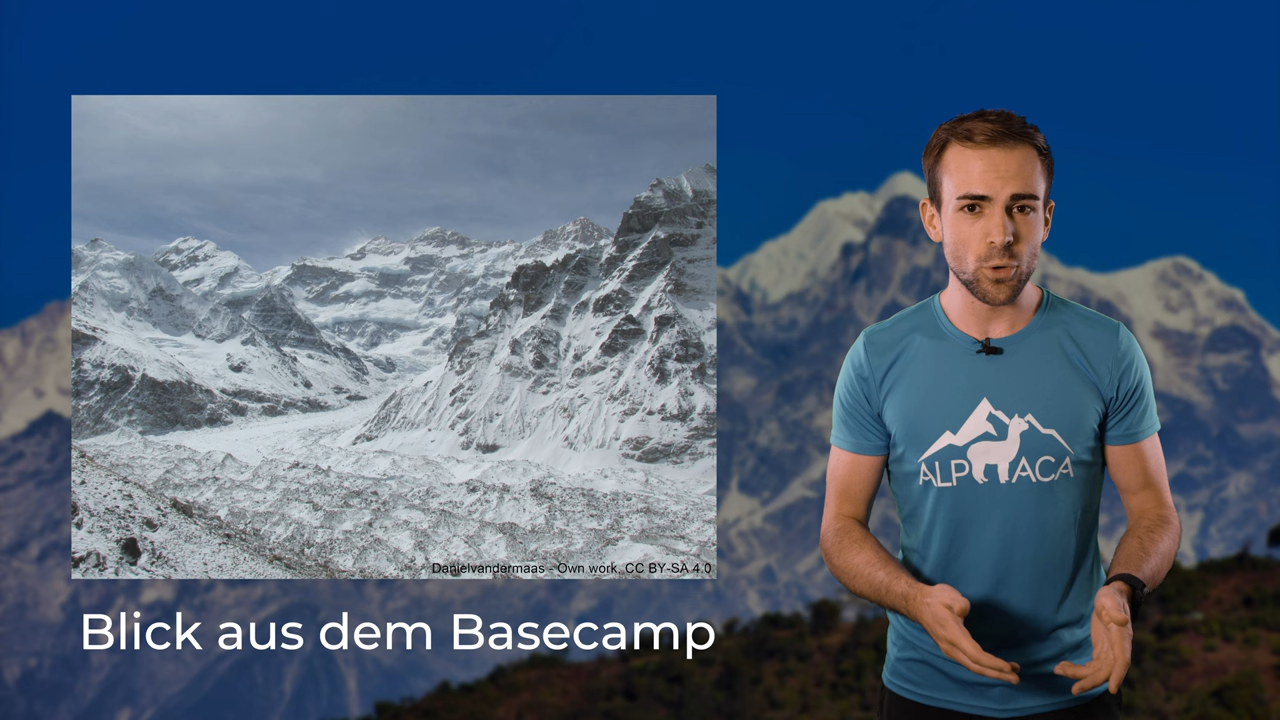 Danielvandermaas - Own work, CC BY-SA 4.0
Blick aus dem Basecamp
ALPACA